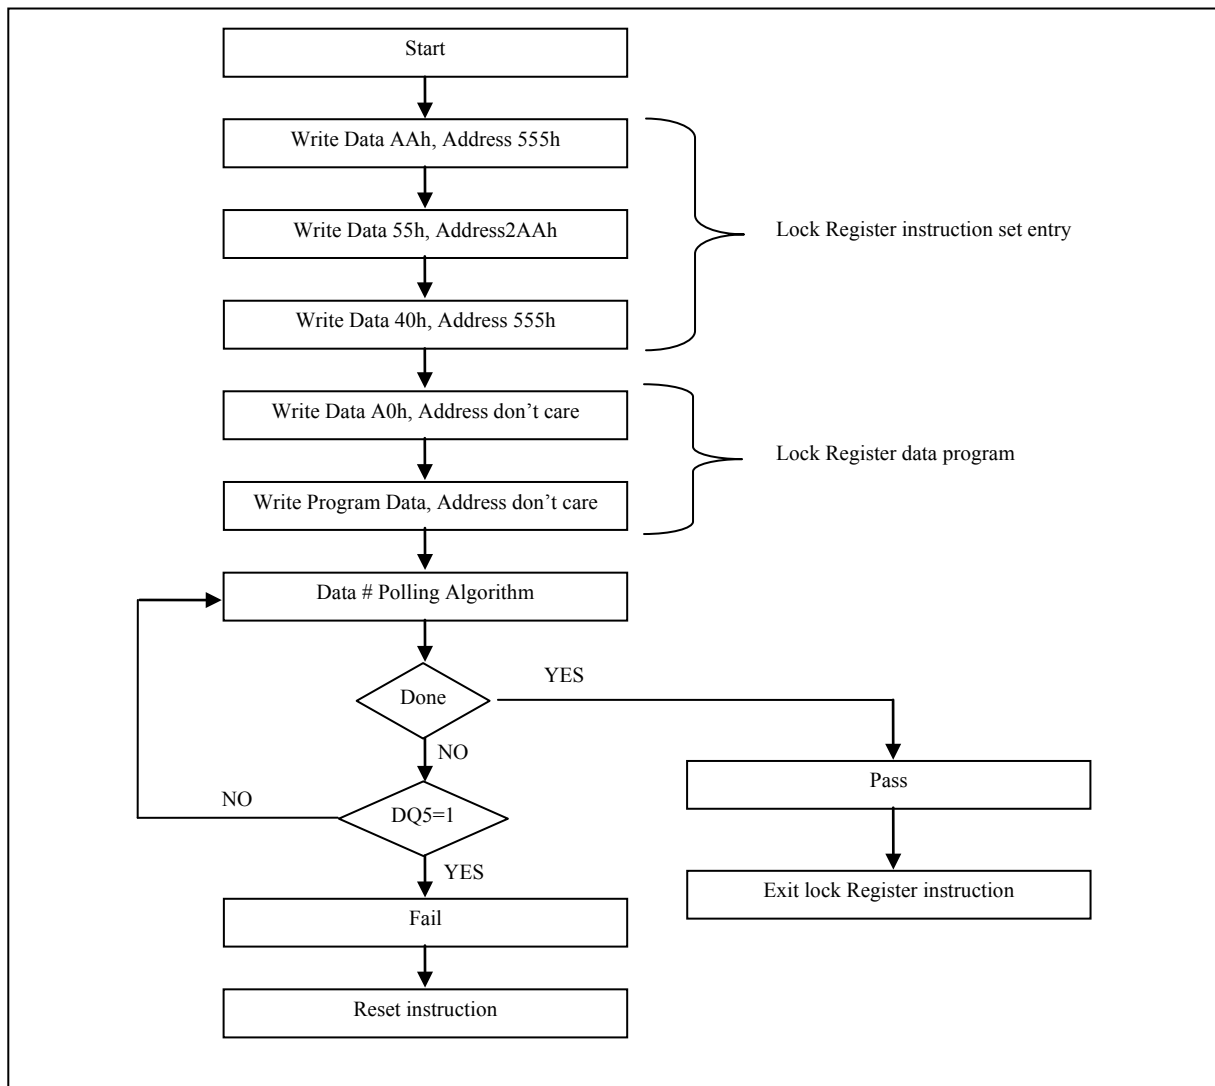 Start
Write Data AAh, Address 555h
Write Data 55h, Address2AAh
Lock Register instruction set entry
Write Data 40h, Address 555h
Write Data A0h, Address don’t care
Lock Register data program
Write Program Data, Address don’t care
Data # Polling Algorithm
YES
Done
NO
Pass
NO
DQ5=1
YES
Exit lock Register instruction
Fail
Reset instruction